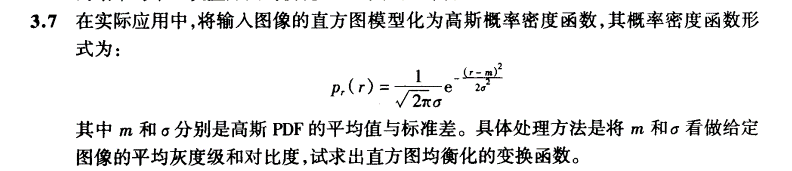 3.7 在实际应用中,将输入图像的直方图模型化为高斯概率密度函数,其概率密度函数形
式为:
p_r(r) = \frac{1}{\sqrt{2\pi}\sigma} e^{-\frac{(r-m)^2}{2\sigma^2}}
其中 m 和 σ 分别是高斯 PDF 的平均值与标准差。具体处理方法是将 m 和σ 看做给定
图像的平均灰度级和对比度,试求出直方图均衡化的变换函数。